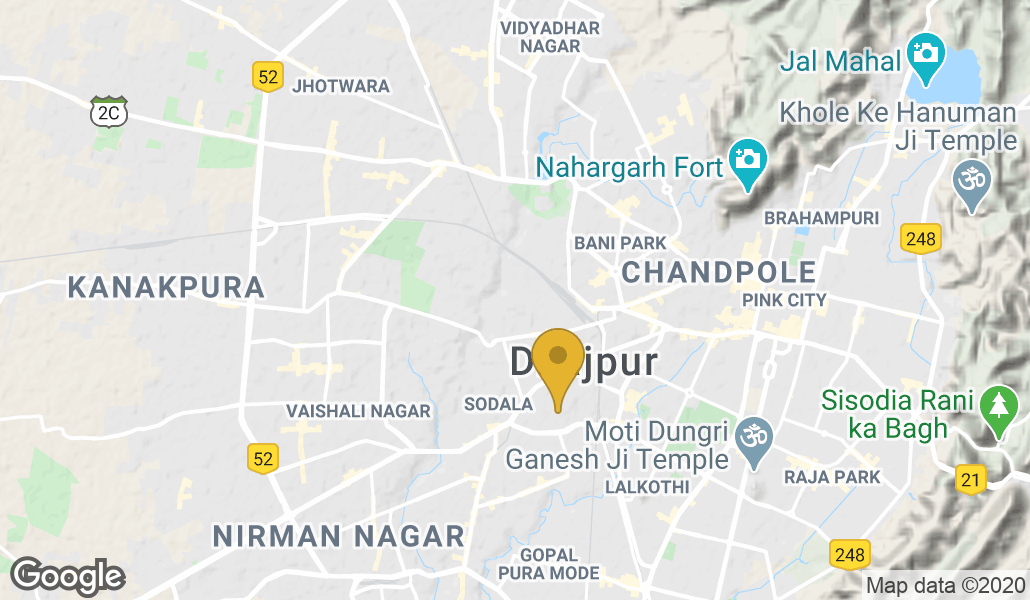 VIDYADHAR
NAGAR
Jal Mahal
52
JHOTWARA
2C
Khole Ke Hanuman
Ji Temple
Nahargarh Fort
BRAHAMPURI
248
BANI PARK
CHANDPOLE
KANAKPURA
PINK CITY
SODALA
VAISHALI NAGAR
Sisodia Rani
ka Bagh
Moti Dungri
Ganesh Ji Temple
52
RAJA PARK
21
LALKOTHI
NIRMAN NAGAR
GOPAL
PURA MODE
248
Google
Map data ©2020